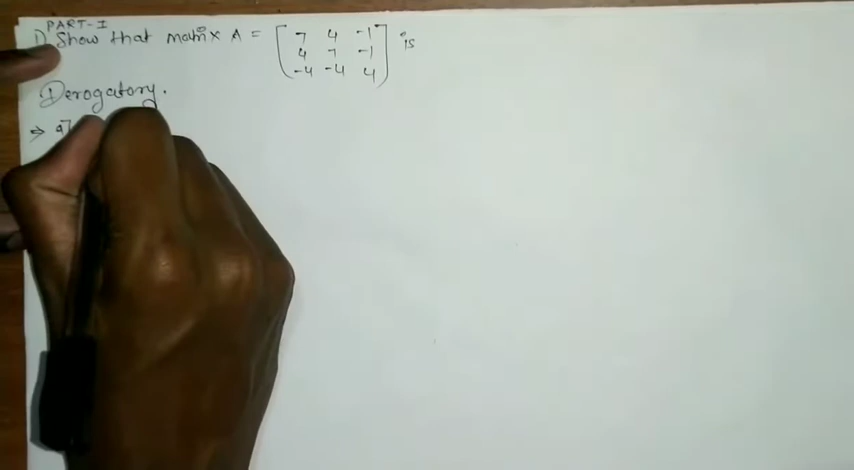 PART-I
1) Show that matrix A = [ 7 4 -1 ] is
4 7 -1
-4 -4 4
Derogatory.
⇒